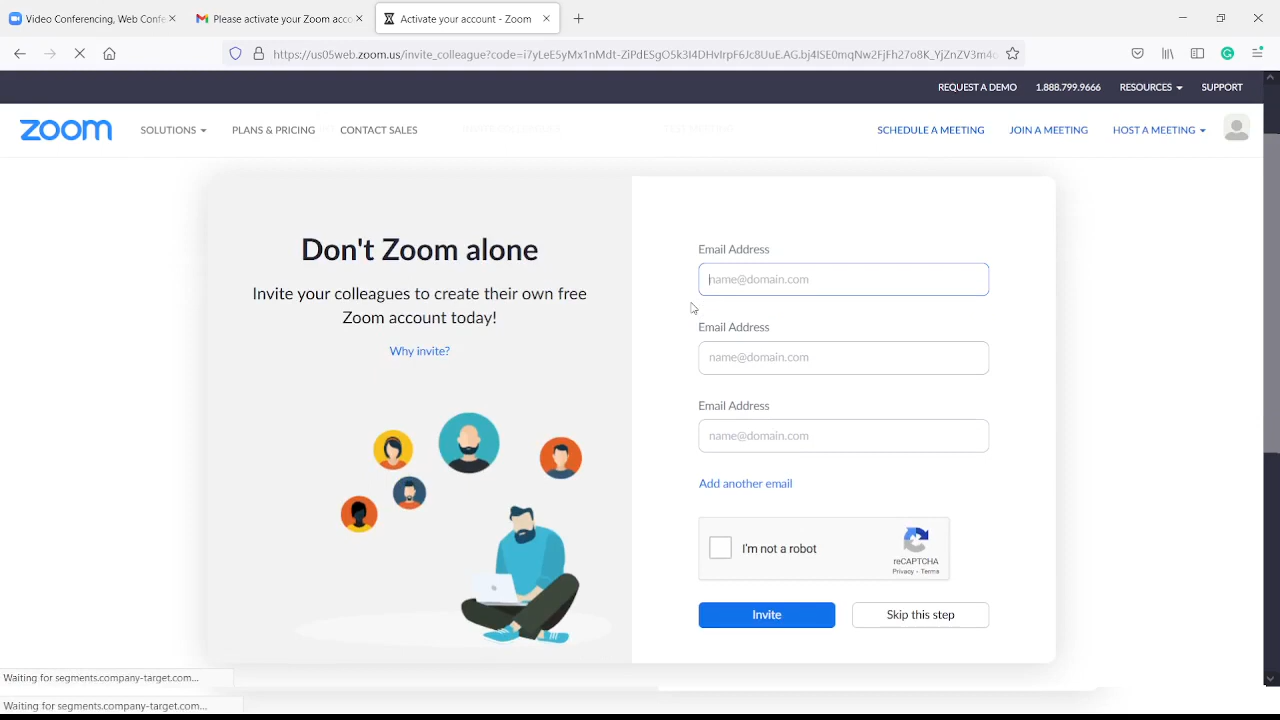 Video Conferencing, Web Confe
Please activate your Zoom acco
Activate your account - Zoom
https://us05web.zoom.us/invite_colleague?code=i7yLeE5yMx1nMdt-ZiPDESgO5k3I4DHvIrpF6Jc8UuE.AG.bj4ISE0mqNw2FjFh27o8K_YjZnZV3m4o
REQUEST A DEMO 1.888.799.9666 RESOURCES SUPPORT
zoom SOLUTIONS PLANS & PRICING CONTACT SALES SCHEDULE A MEETING JOIN A MEETING HOST A MEETING
Don't Zoom alone
Invite your colleagues to create their own free
Zoom account today!
Why invite?
Email Address
name@domain.com
Email Address
name@domain.com
Email Address
name@domain.com
Add another email
I'm not a robot
reCAPTCHA
Privacy - Terms
Invite Skip this step
Waiting for segments.company-target.com...
Waiting for segments.company-target.com...